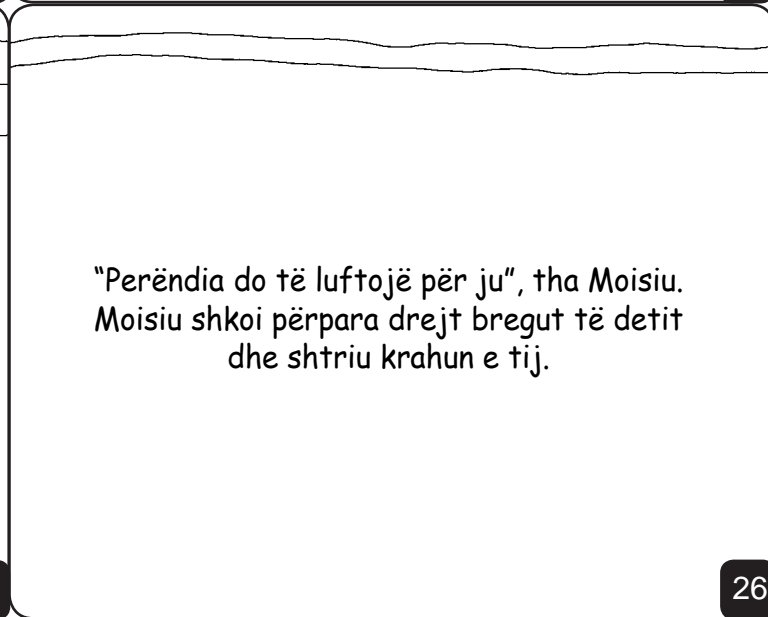 “Perëndia do të luftojë për ju”, tha Moisiu.
Moisiu shkoi përpara drejt bregut të detit
dhe shtriu krahun e tij.
26